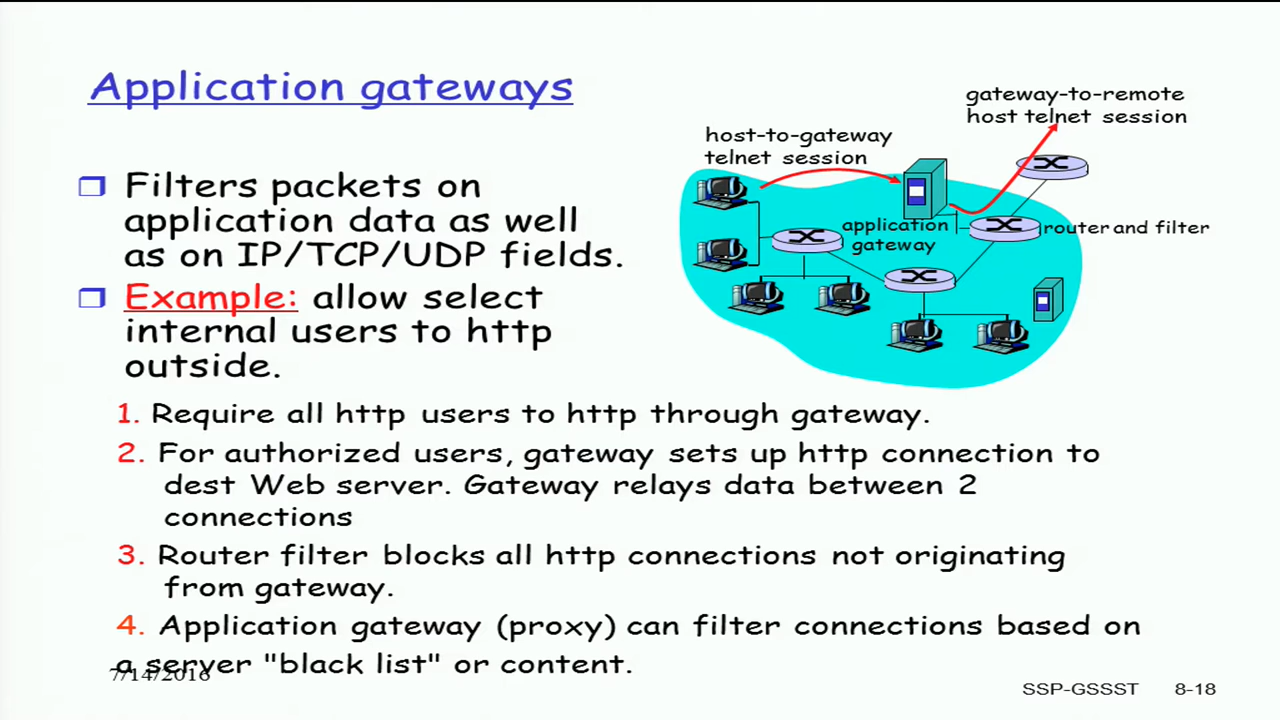 Application gateways
gateway-to-remote
host telnet session
host-to-gateway
telnet session
application
gateway
router and filter
Filters packets on
application data as well
as on IP/TCP/UDP fields.
Example: allow select
internal users to http
outside.
1. Require all http users to http through gateway.
2. For authorized users, gateway sets up http connection to
dest Web server. Gateway relays data between 2
connections
3. Router filter blocks all http connections not originating
from gateway.
4. Application gateway (proxy) can filter connections based on
a server "black list" or content.
7/14/2016
SSP-GSSST 8-18